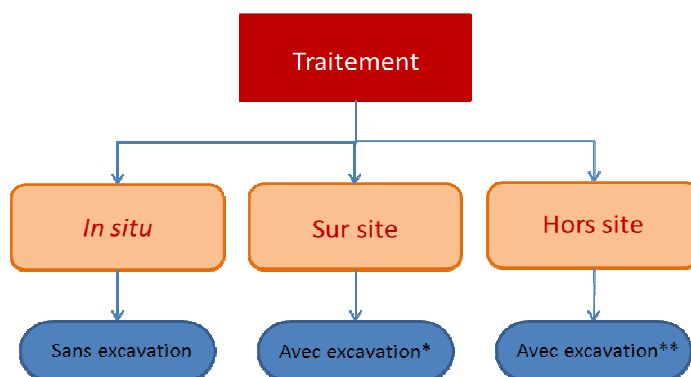 Traitement
In situ
Sur site
Hors site
Sans excavation
Avec excavation*
Avec excavation**